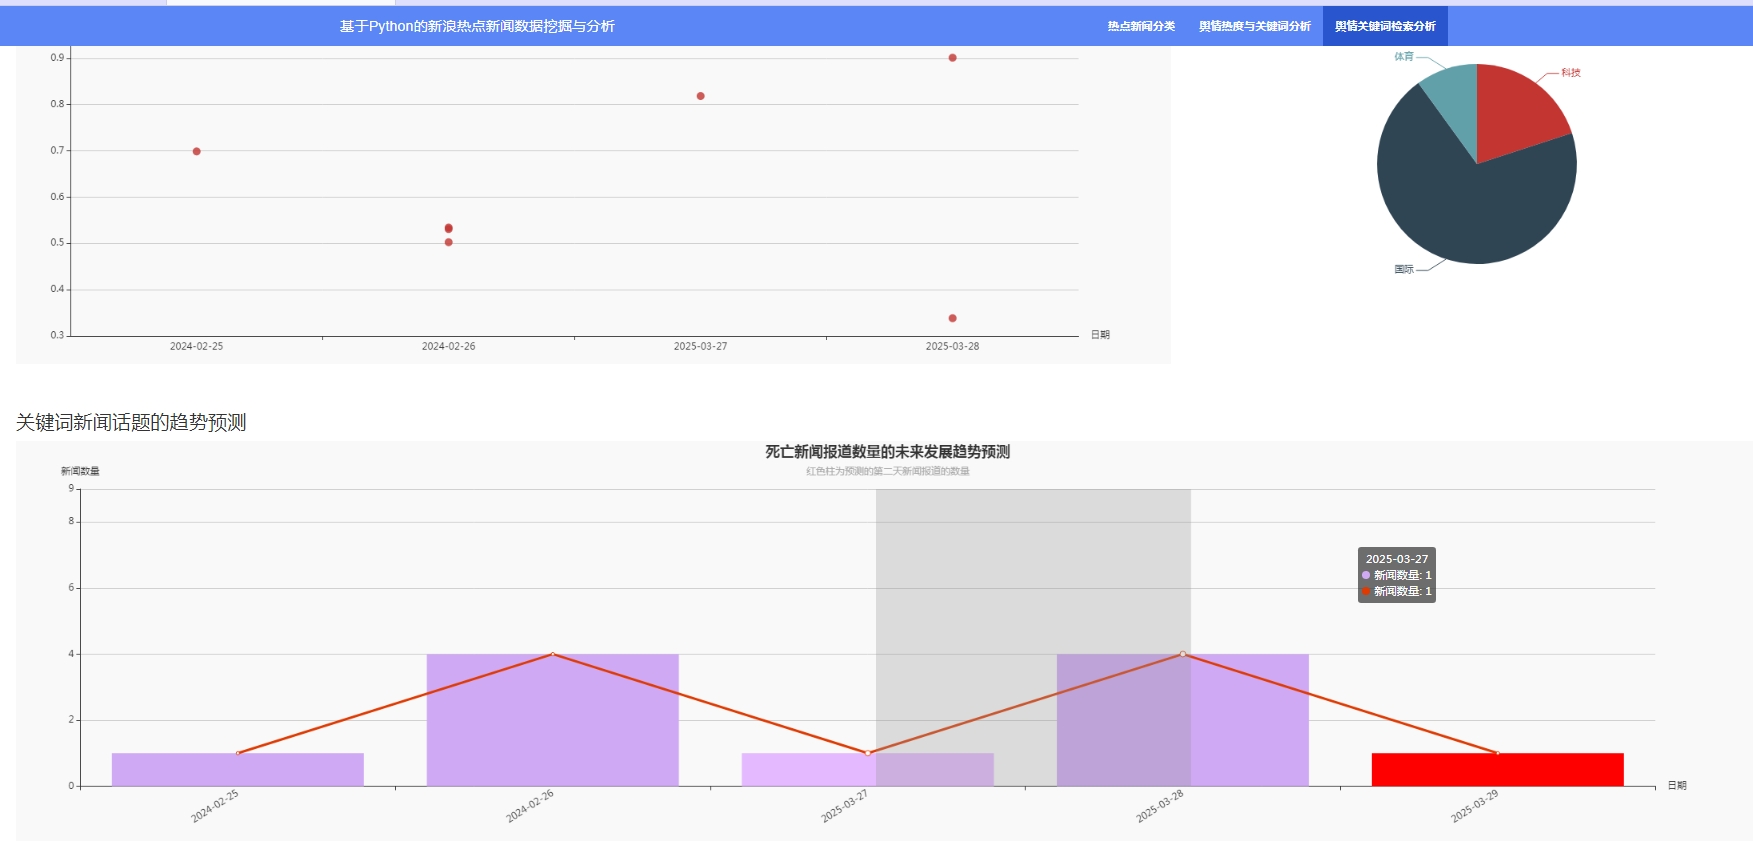 基于Python的新浪热点新闻数据挖掘与分析
热点新闻分类
舆情热度与关键词分析
舆情关键词检索分析
0.9
0.8
0.7
0.6
0.5
0.4
0.3
2024-02-25
2024-02-26
2025-03-27
2025-03-28
日期
体育
科技
国际
关键词新闻话题的趋势预测
死亡新闻报道数量的未来发展趋势预测
红色柱为预测的第二天新闻报道的数量
新闻数量
9
8
6
4
2
0
2025-03-27
新闻数量: 1
新闻数量: 1
2024-02-25
2024-02-26
2025-03-27
2025-03-28
2025-03-29
日期